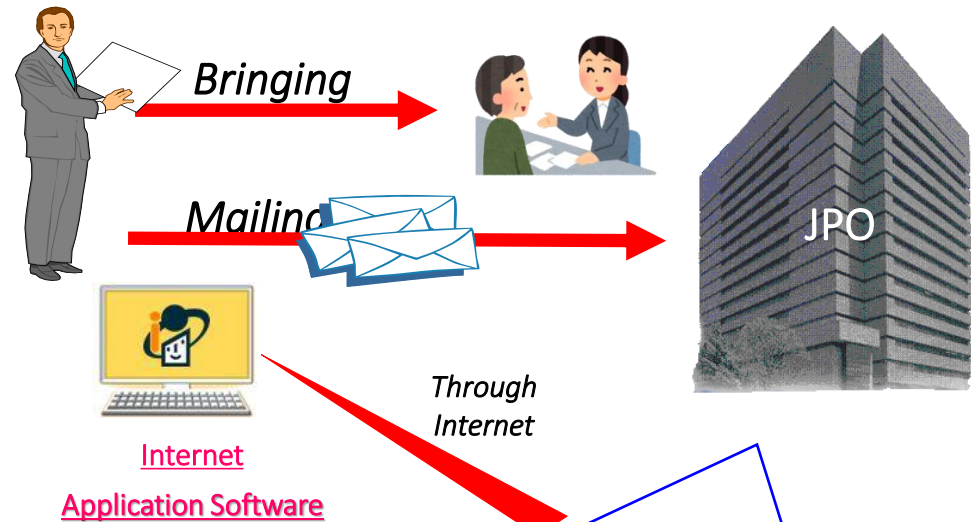 Bringing
Mailing
JPO
Through
Internet
Internet
Application Software